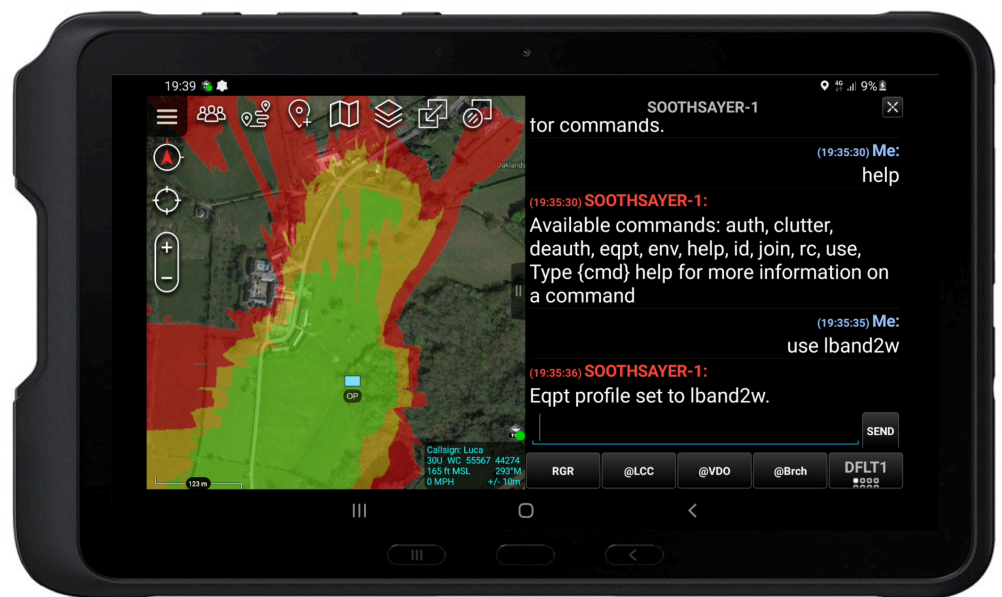 19:39
4G
9%
SOOTHSAYER-1
for commands.
(19:35:30) Me:
help
(19:35:30) SOOTHSAYER-1:
Available commands: auth, clutter,
deauth, eqpt, env, help, id, join, rc, use,
Type {cmd} help for more information on
a command
(19:35:35) Me:
use lband2w
(19:35:36) SOOTHSAYER-1:
Eqpt profile set to lband2w.
SEND
RGR
@LCC
@VDO
@Brch
DFLT1
Oaklands
OP
Callsign: Luca
30U WC 55567 44274
165 ft MSL 293°M
0 MPH +/- 10m
123 m